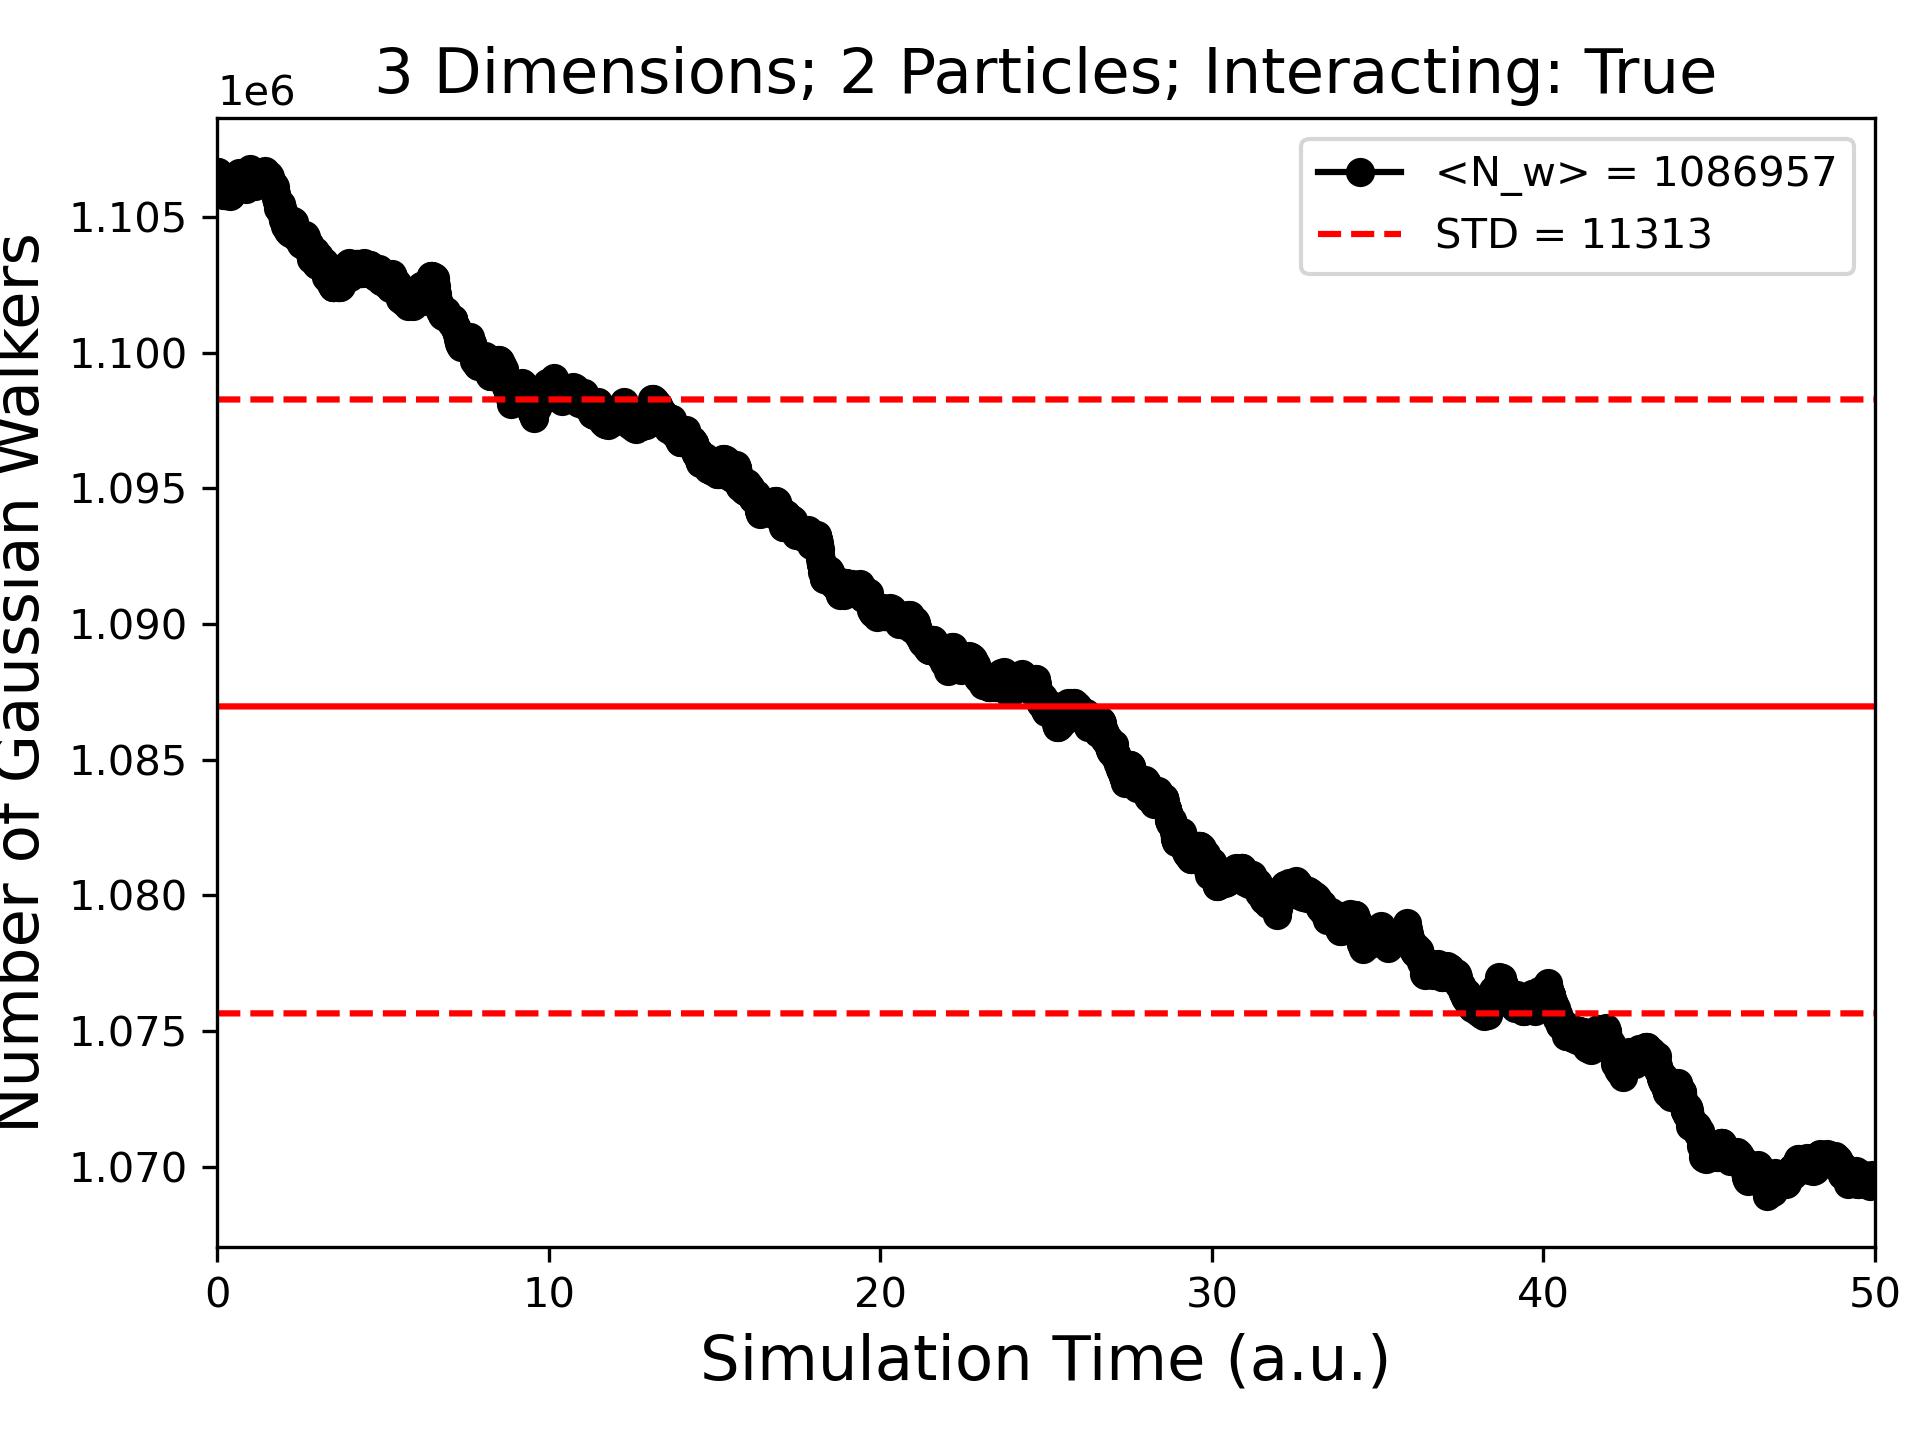 3 Dimensions; 2 Particles; Interacting: True
1e6
<N_w> = 1086957
STD = 11313
1.105
1.100
1.095
1.090
1.085
1.080
1.075
1.070
Number of Gaussian Walkers
0 10 20 30 40 50
Simulation Time (a.u.)